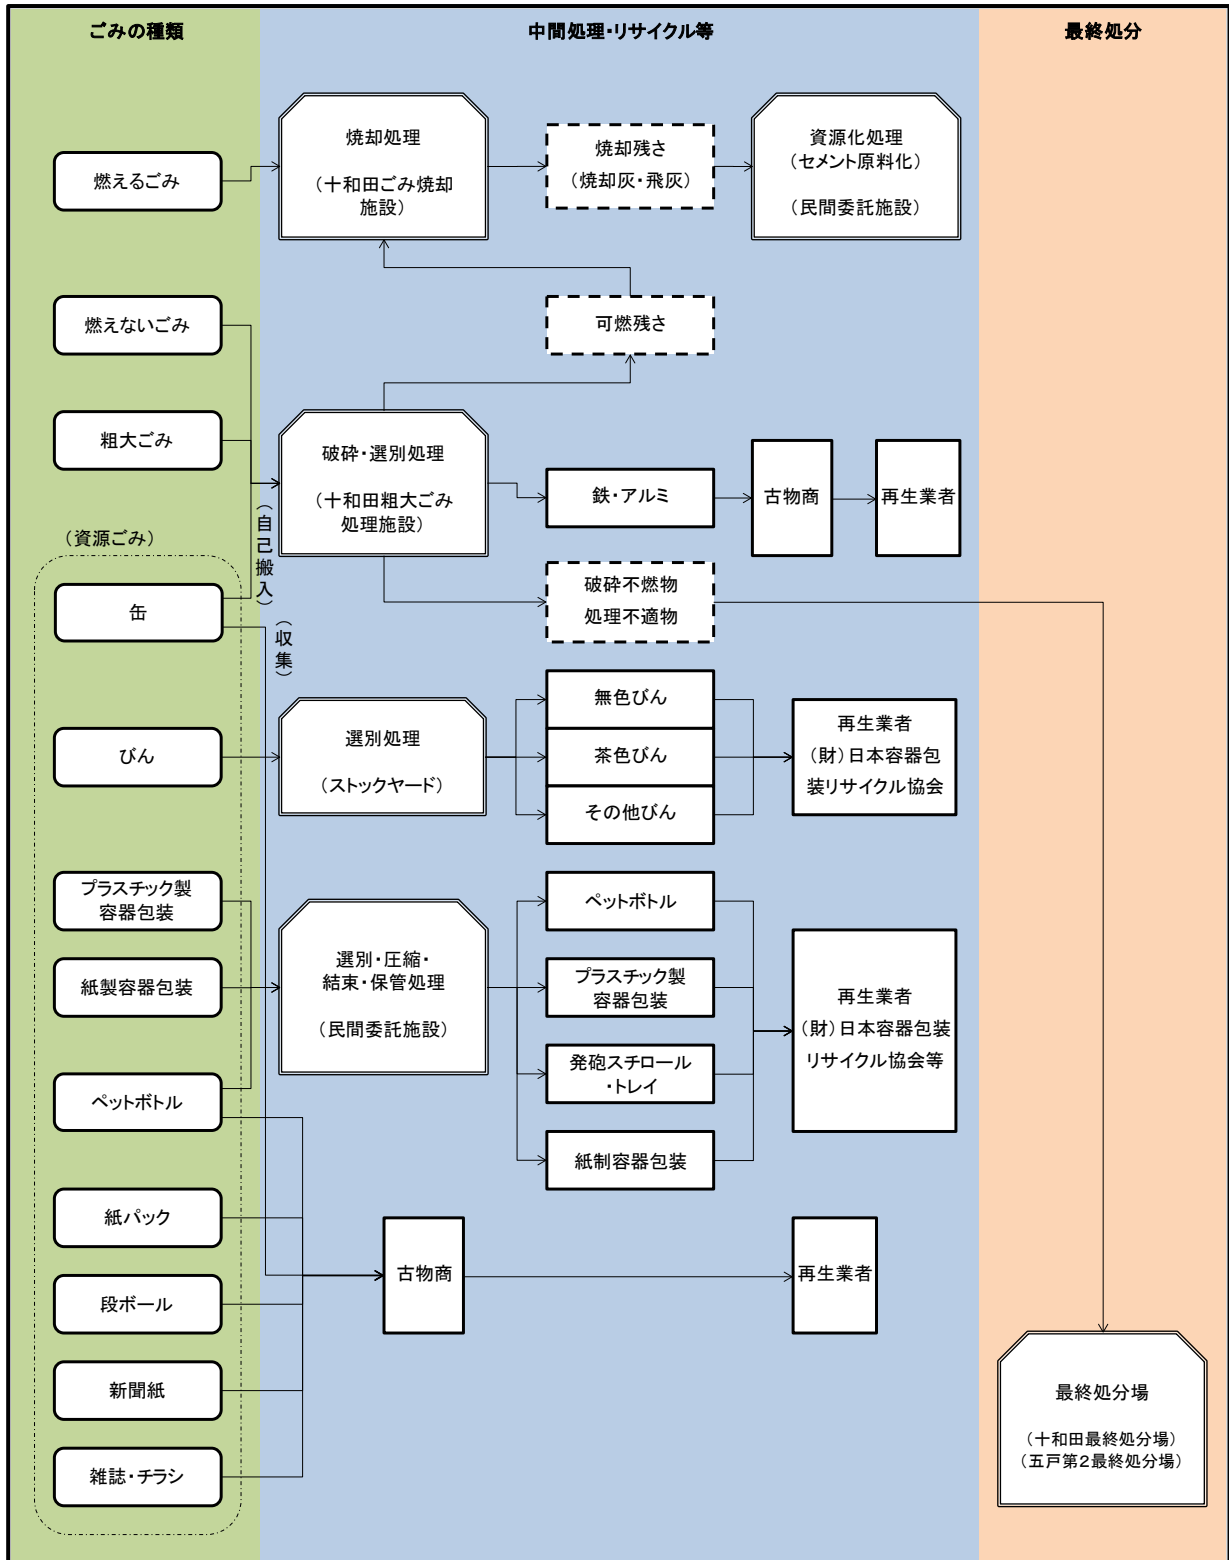 ごみの種類
中間処理・リサイクル等
最終処分
燃えるごみ
焼却処理
（十和田ごみ焼却
施設）
焼却残さ
（焼却灰・飛灰）
資源化処理
（セメント原料化）
（民間委託施設）
燃えないごみ
可燃残さ
粗大ごみ
破砕・選別処理
（十和田粗大ごみ
処理施設）
鉄・アルミ
古物商
再生業者
（自己搬入）
（資源ごみ）
缶
（収集）
破砕不燃物
処理不適物
びん
選別処理
（ストックヤード）
無色びん
茶色びん
その他びん
再生業者
（財）日本容器包
装リサイクル協会
プラスチック製
容器包装
紙製容器包装
ペットボトル
選別・圧縮・
結束・保管処理
（民間委託施設）
ペットボトル
プラスチック製
容器包装
発砲スチロール
・トレイ
紙制容器包装
再生業者
（財）日本容器包装
リサイクル協会等
紙パック
段ボール
新聞紙
雑誌・チラシ
古物商
再生業者
最終処分場
（十和田最終処分場）
（五戸第２最終処分場）